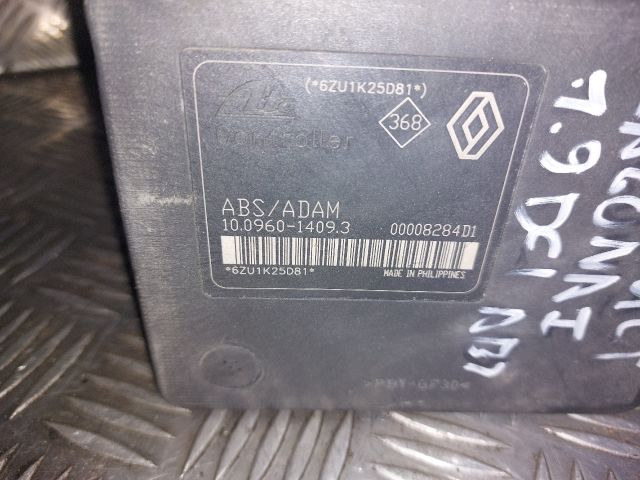 (*6ZU1K25D81*)
Ate
368
Controller
ABS/ADAM
10.0960-1409.3 00008284D1
*6ZU1K25D81* MADE IN PHILIPPINES
>PBT-GF30<
1.9 DCI